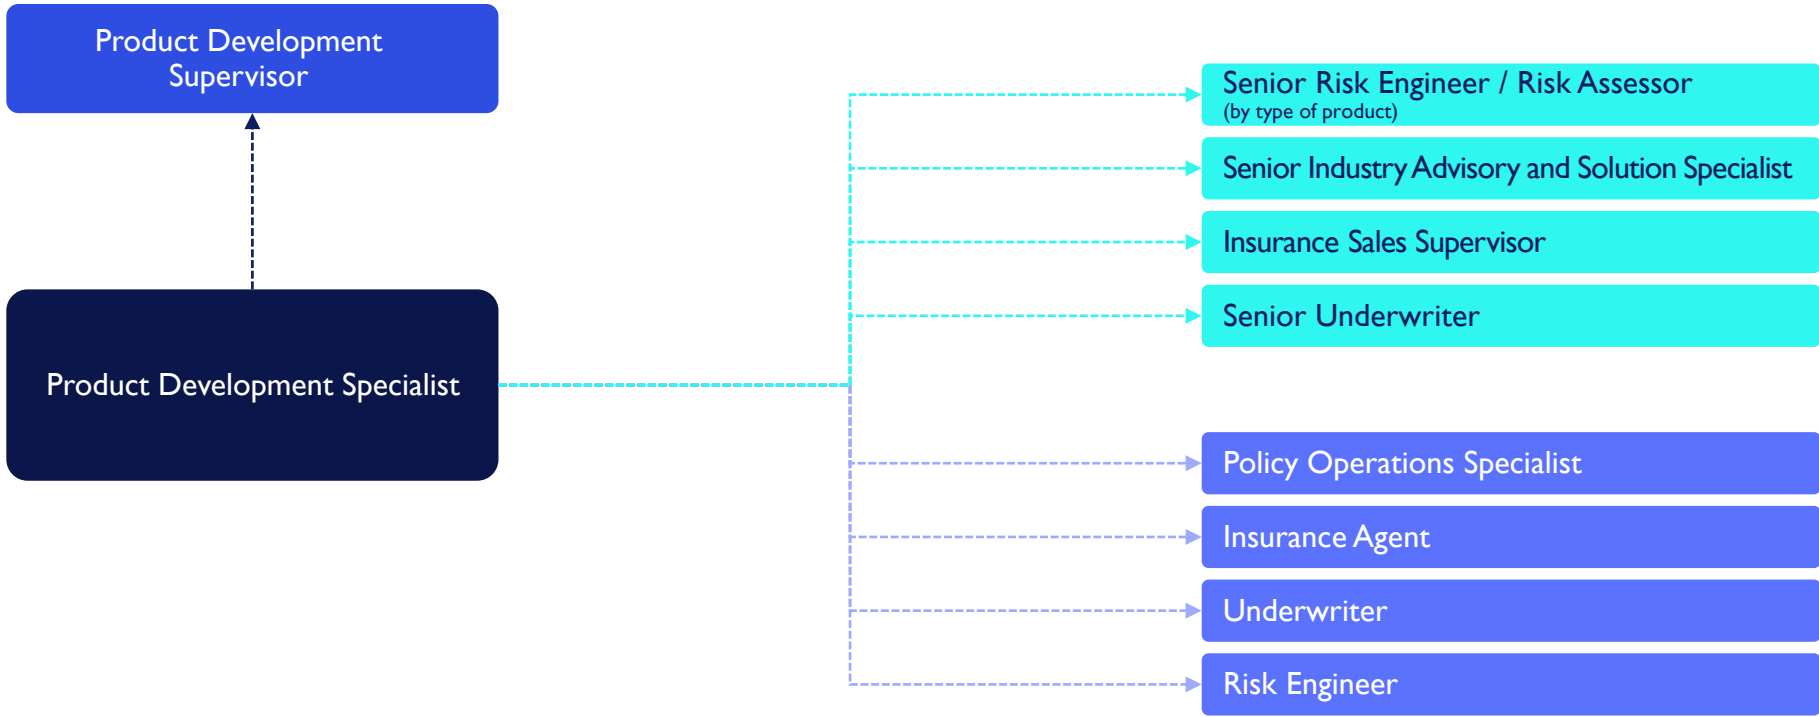 Product Development
Supervisor
Product Development Specialist
Senior Risk Engineer / Risk Assessor
(by type of product)
Senior Industry Advisory and Solution Specialist
Insurance Sales Supervisor
Senior Underwriter
Policy Operations Specialist
Insurance Agent
Underwriter
Risk Engineer